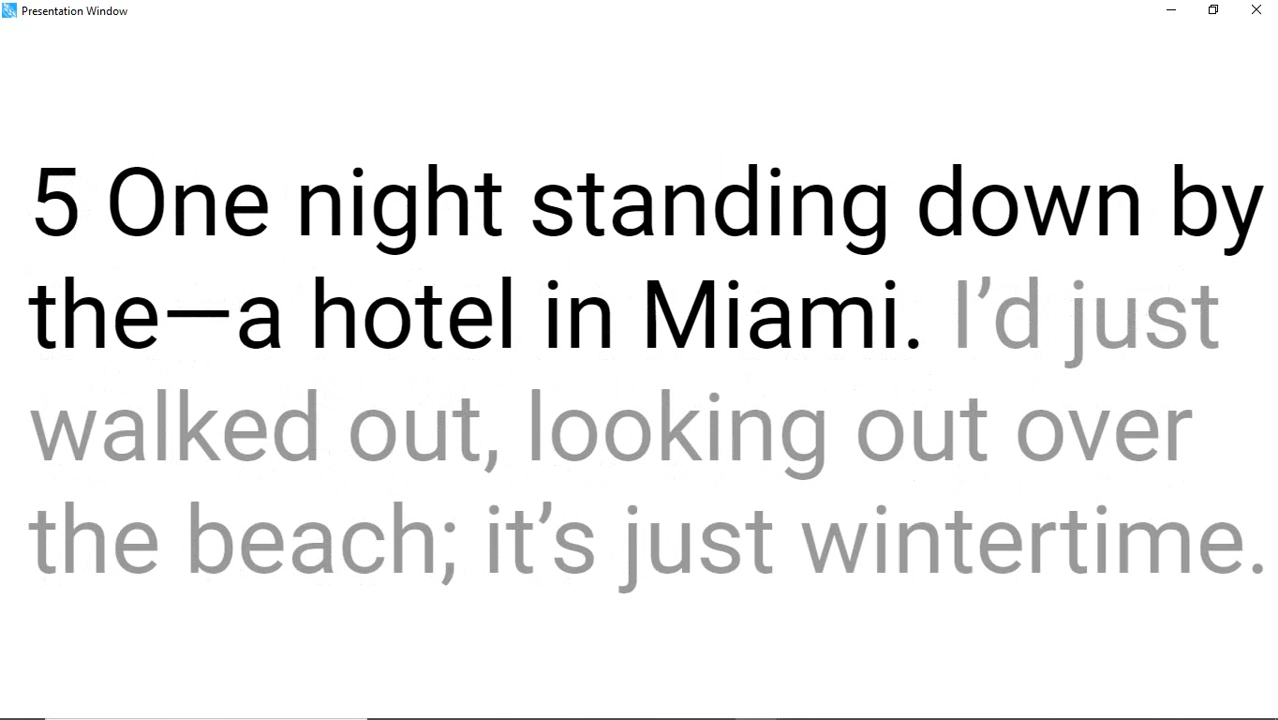 Presentation Window
5 One night standing down by
the—a hotel in Miami. I’d just
walked out, looking out over
the beach; it’s just wintertime.